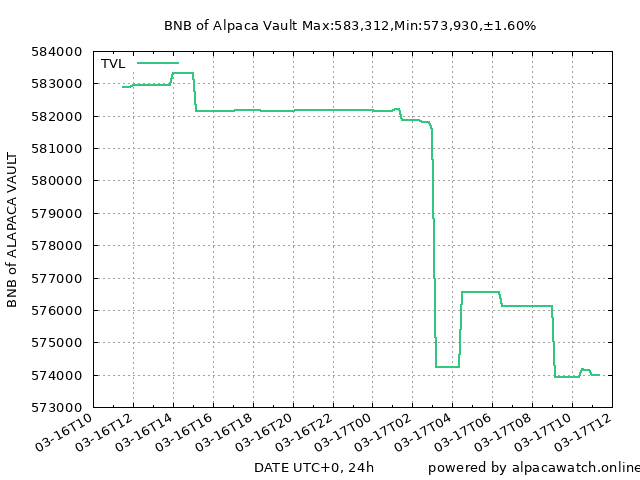 BNB of Alpaca Vault Max:583,312,Min:573,930,±1.60%
TVL
584000
583000
582000
581000
580000
579000
578000
577000
576000
575000
574000
573000
BNB of ALAPACA VAULT
03-16T10
03-16T12
03-16T14
03-16T16
03-16T18
03-16T20
03-16T22
03-17T00
03-17T02
03-17T04
03-17T06
03-17T08
03-17T10
03-17T12
DATE UTC+0, 24h
powered by alpacawatch.online